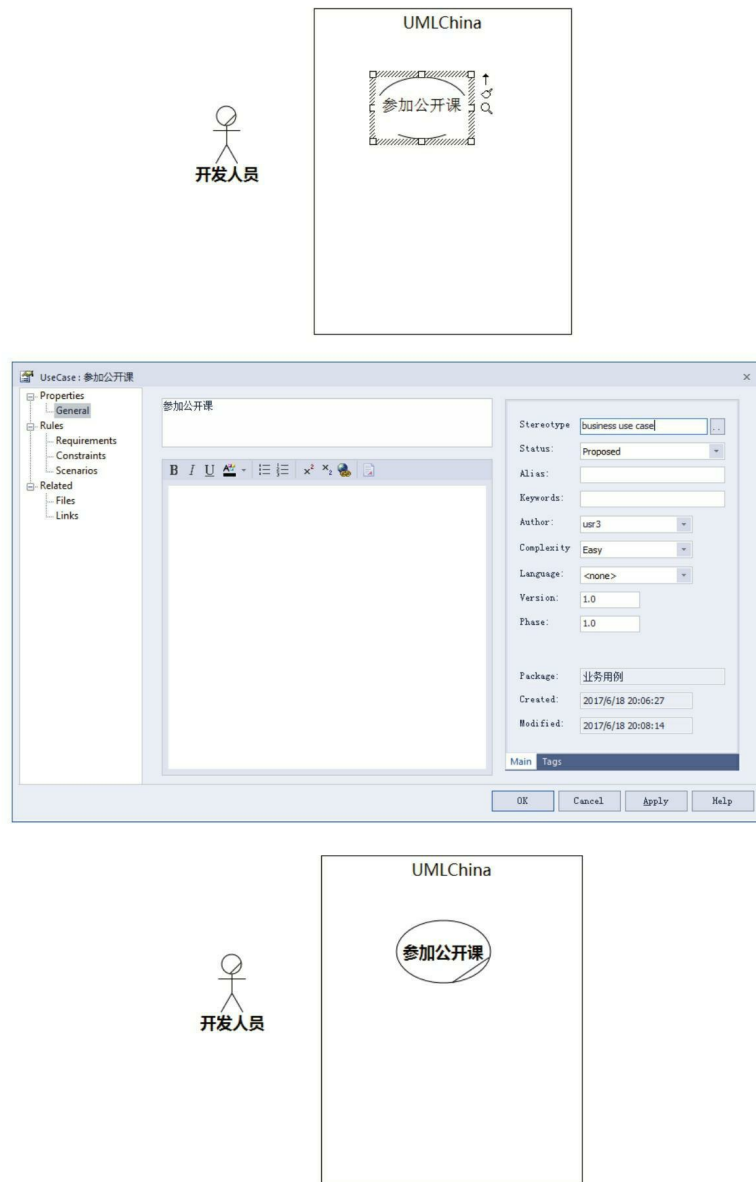 UMLChina
参加公开课
开发人员
UseCase : 参加公开课
Properties
General
Rules
Requirements
Constraints
Scenarios
Related
Files
Links
参加公开课
B I U A x² x₂
Stereotype business use case ..
Status: Proposed
Alias:
Keywords:
Author: usr3
Complexity Easy
Language: <none>
Version: 1.0
Phase: 1.0
Package: 业务用例
Created: 2017/6/18 20:06:27
Modified: 2017/6/18 20:08:14
Main Tags
OK Cancel Apply Help
UMLChina
参加公开课
开发人员